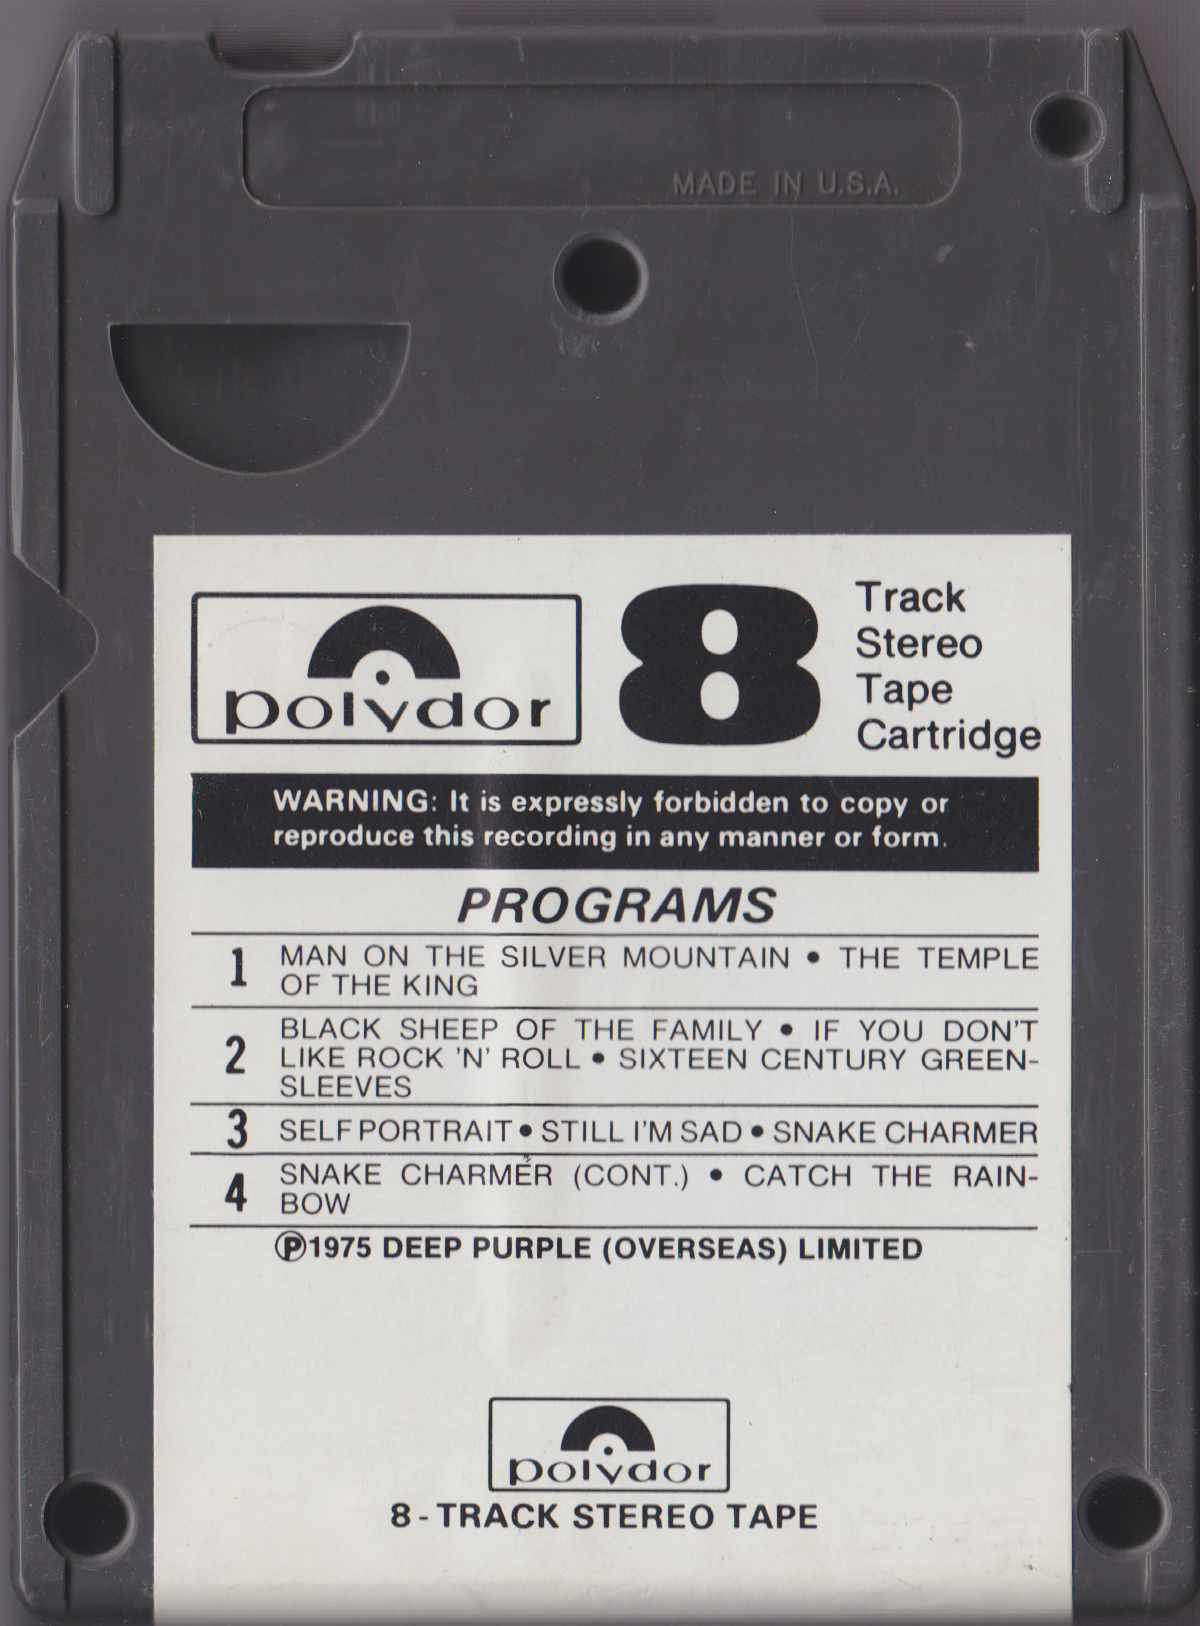 MADE IN U.S.A.
polydor
8
Track
Stereo
Tape
Cartridge
WARNING: It is expressly forbidden to copy or
reproduce this recording in any manner or form.
PROGRAMS
1 MAN ON THE SILVER MOUNTAIN • THE TEMPLE
OF THE KING
2 BLACK SHEEP OF THE FAMILY • IF YOU DON'T
LIKE ROCK 'N' ROLL • SIXTEEN CENTURY GREEN-
SLEEVES
3 SELF PORTRAIT • STILL I'M SAD • SNAKE CHARMER
4 SNAKE CHARMER (CONT.) • CATCH THE RAIN-
BOW
Ⓟ1975 DEEP PURPLE (OVERSEAS) LIMITED
polydor
8-TRACK STEREO TAPE